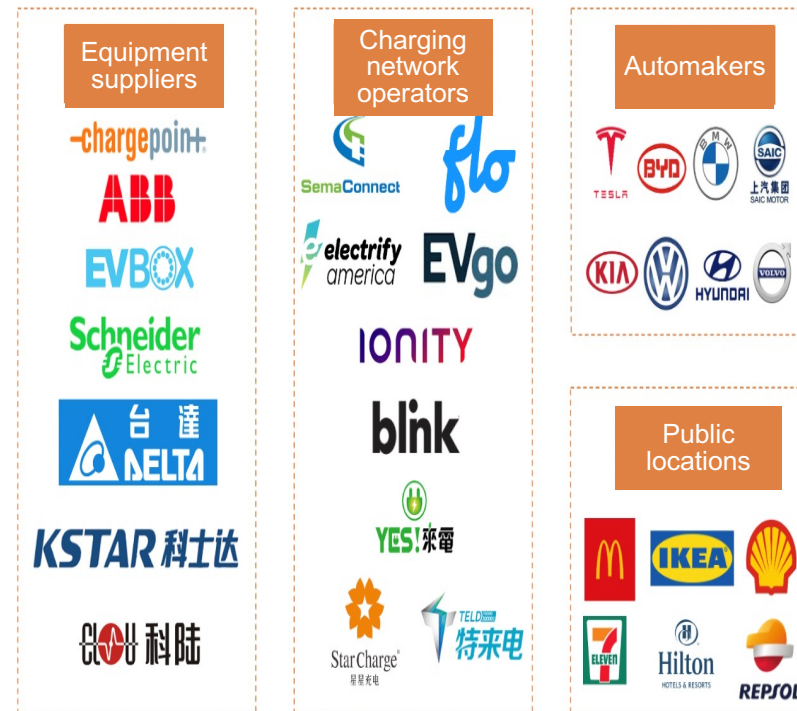 Equipment
suppliers
-chargepoin+
ABB
EVBOX
Schneider
Electric
台達
DELTA
KSTAR 科士达
CLOU 科陆
Charging
network
operators
SemaConnect
flo
electrify
america
EVgo
IONITY
blink
YES!來電
StarCharge®
星星充电
TELD
特来电
Automakers
TESLA
BYD
BMW
SAIC
上汽集团
SAIC MOTOR
KIA
HYUNDAI
VOLVO
Public
locations
IKEA
7
ELEVEN
H
Hilton
HOTELS & RESORTS
REPSOL